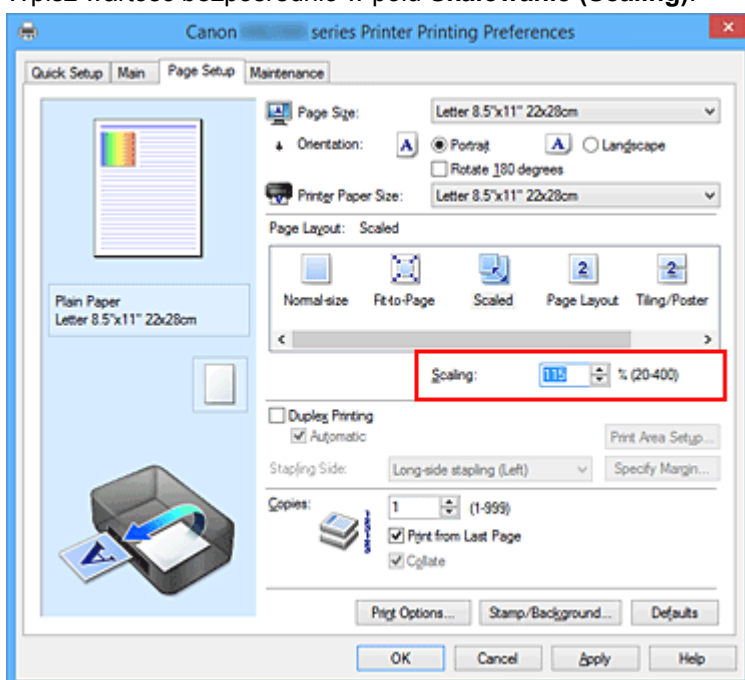 Canon series Printer Printing Preferences
Quick Setup Main Page Setup Maintenance
Page Size: Letter 8.5"x11" 22x28cm
Orientation: A Portrait A Landscape
Rotate 180 degrees
Printer Paper Size: Letter 8.5"x11" 22x28cm
Page Layout: Scaled
Normal-size Fit-to-Page Scaled Page Layout Tiling/Poster
Plain Paper
Letter 8.5"x11" 22x28cm
Scaling: 115 % (20-400)
Duplex Printing
Automatic
Print Area Setup...
Stapling Side: Long-side stapling (Left) Specify Margin...
Copies: 1 (1-999)
Print from Last Page
Collate
Print Options... Stamp/Background... Defaults
OK Cancel Apply Help